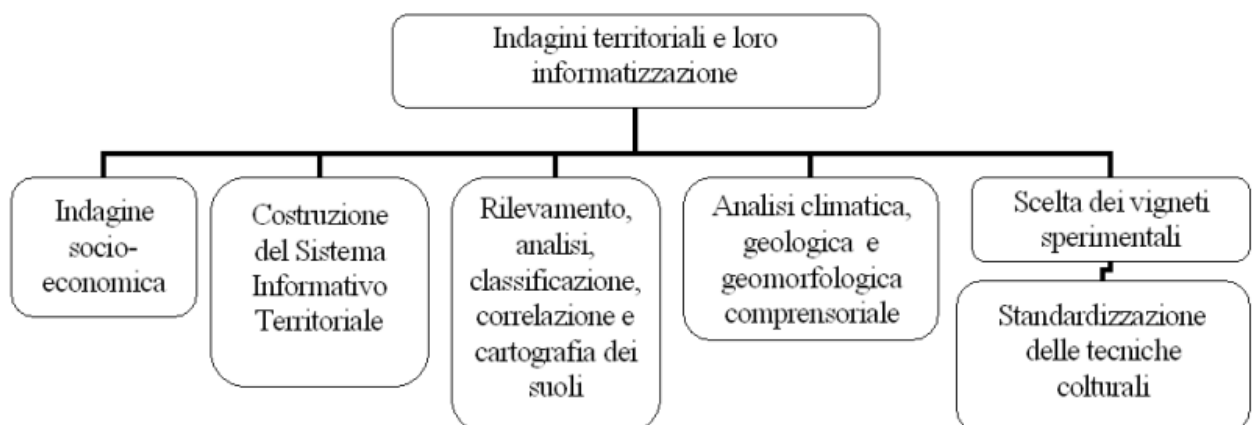 Indagini territoriali e loro
informatizzazione
Indagine
socio-
economica
Costruzione
del Sistema
Informativo
Territoriale
Rilevamento,
analisi,
classificazione,
correlazione e
cartografia dei
suoli
Analisi climatica,
geologica e
geomorfologica
comprensoriale
Scelta dei vigneti
sperimentali
Standardizzazione
delle tecniche
colturali